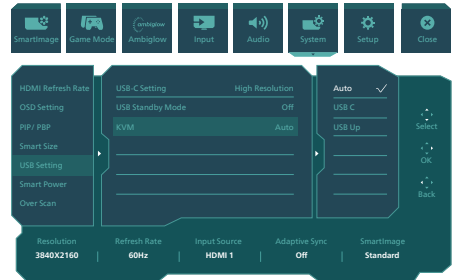 SmartImage
Game Mode
ambiglow
Ambiglow
Input
Audio
System
Setup
Close
HDMI Refresh Rate
OSD Setting
PIP/ PBP
Smart Size
USB Setting
Smart Power
Over Scan
USB-C Setting High Resolution
USB Standby Mode Off
KVM Auto
Auto
USB C
USB Up
Select
OK
Back
Resolution Refresh Rate Input Source Adaptive Sync SmartImage
3840X2160 60Hz HDMI 1 Off Standard